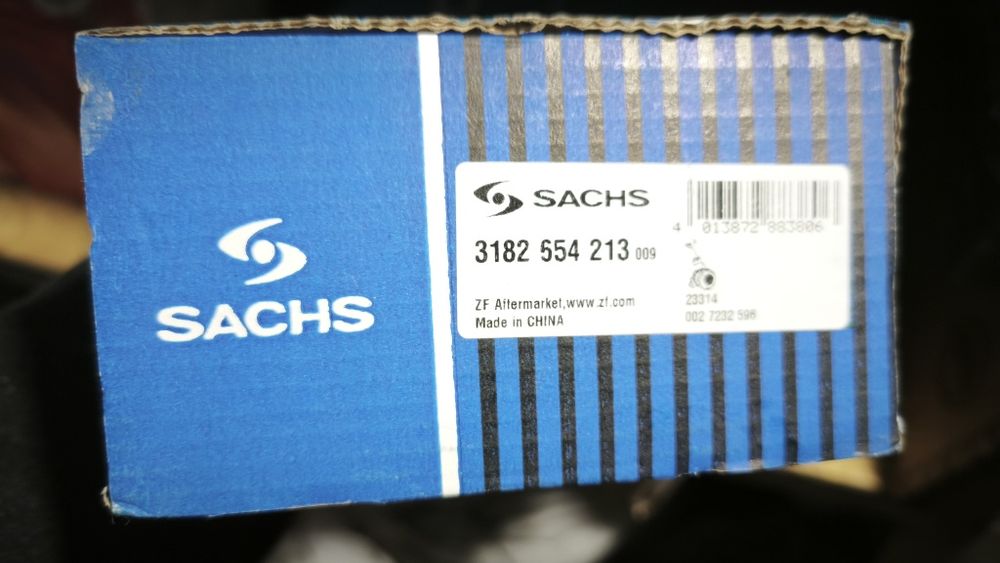 SACHS
SACHS
4 013872 883806
3182 654 213 009
ZF Aftermarket,www.zf.com
Made in CHINA
23314
002 7232 596